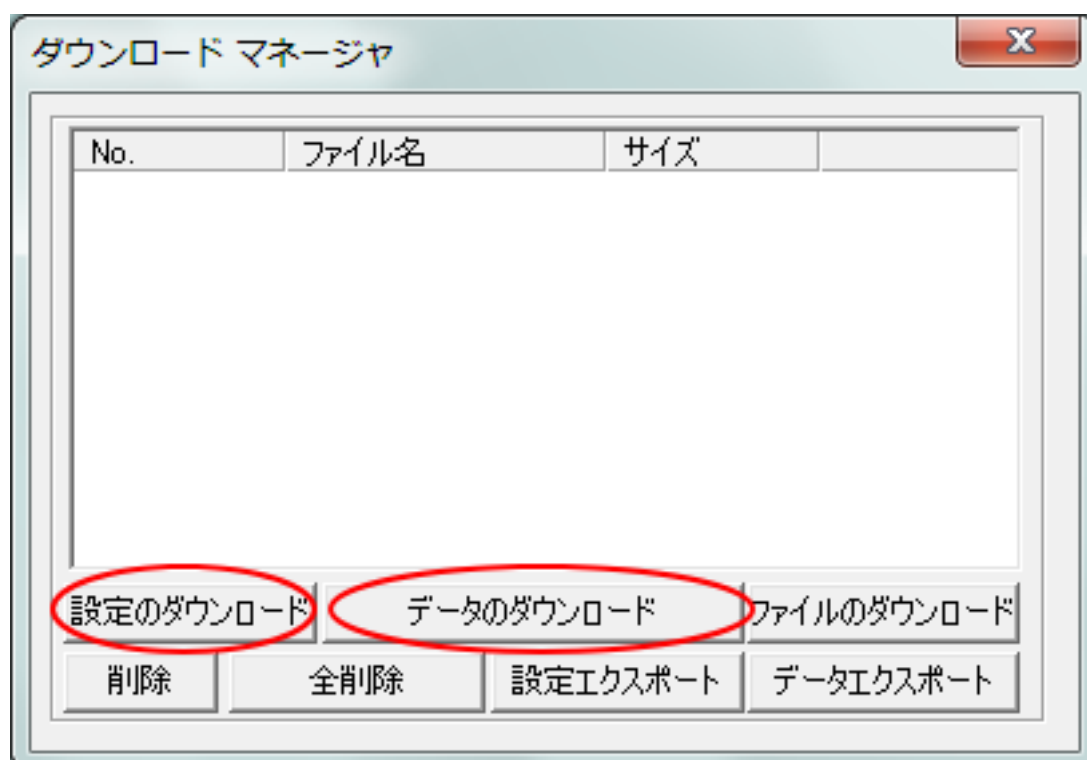 ダウンロード マネージャ
No. ファイル名 サイズ
設定のダウンロード データのダウンロード ファイルのダウンロード
削除 全削除 設定エクスポート データエクスポート